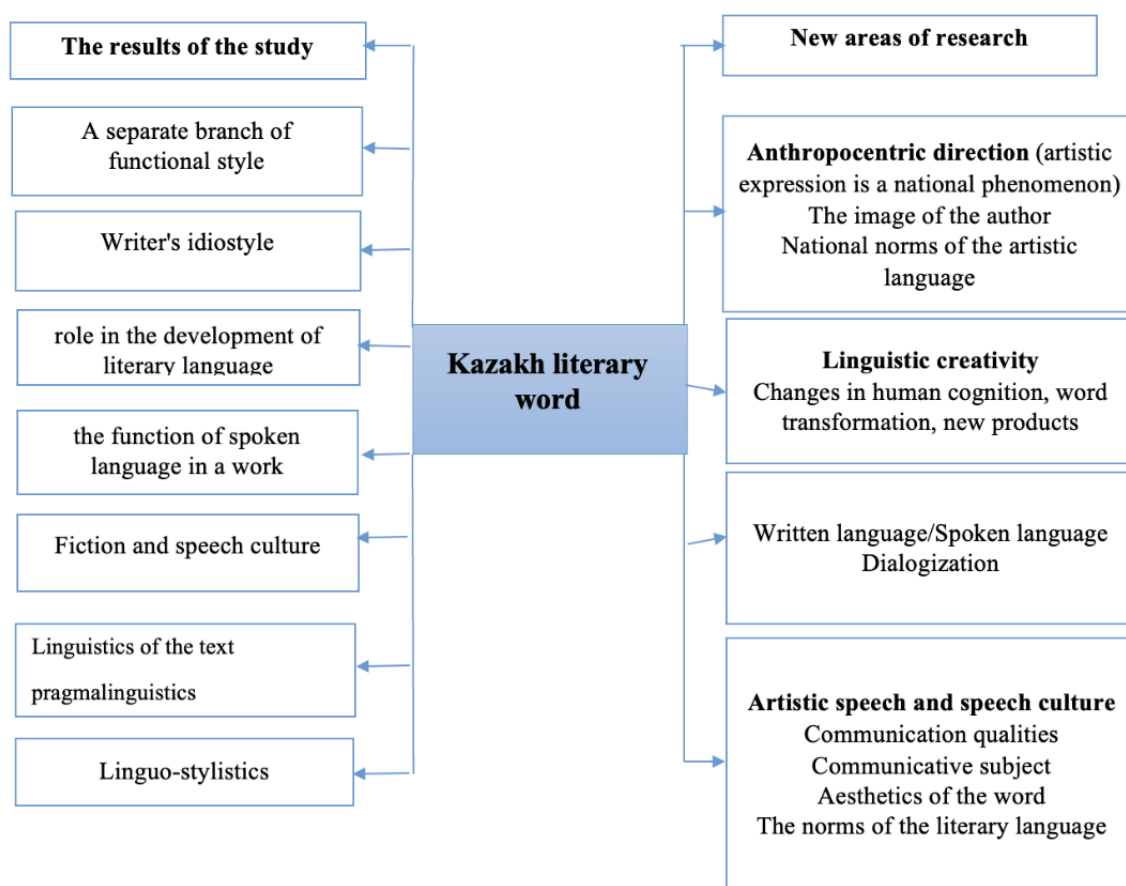 The results of the study
A separate branch of
functional style
Writer's idiostyle
role in the development of
literary language
the function of spoken
language in a work
Fiction and speech culture
Linguistics of the text
pragmalinguistics
Linguo-stylistics
Kazakh literary
word
New areas of research
Anthropocentric direction (artistic
expression is a national phenomenon)
The image of the author
National norms of the artistic
language
Linguistic creativity
Changes in human cognition, word
transformation, new products
Written language/Spoken language
Dialogization
Artistic speech and speech culture
Communication qualities
Communicative subject
Aesthetics of the word
The norms of the literary language